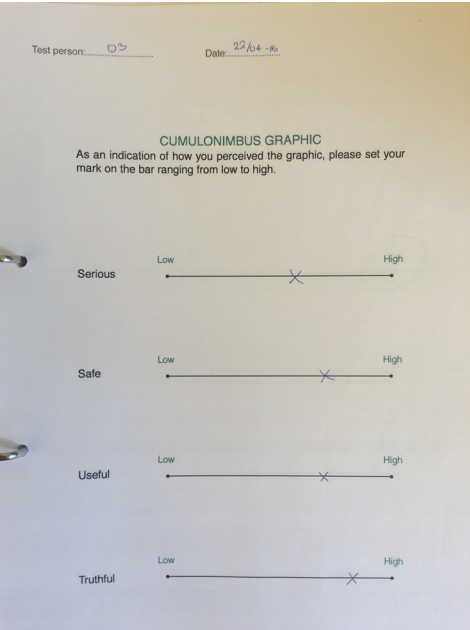 Test person: D3 Date: 22/04-16
CUMULONIMBUS GRAPHIC
As an indication of how you perceived the graphic, please set your
mark on the bar ranging from low to high.
Low High
Serious
Low High
Safe
Low High
Useful
Low High
Truthful